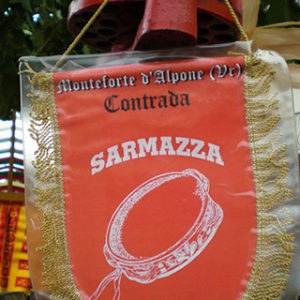 Monteforte d'Alpone (Vr)
Contrada
SARMAZZA